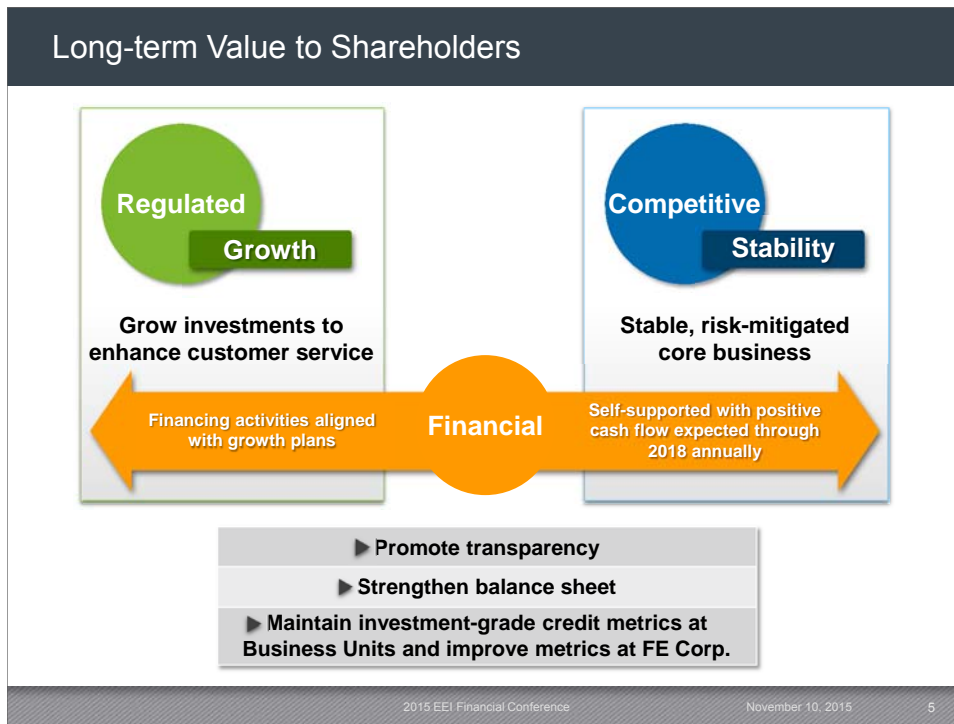 Long-term Value to Shareholders
Regulated
Growth
Grow investments to
enhance customer service
Competitive
Stability
Stable, risk-mitigated
core business
Financing activities aligned
with growth plans
Financial
Self-supported with positive
cash flow expected through
2018 annually
Promote transparency
Strengthen balance sheet
Maintain investment-grade credit metrics at
Business Units and improve metrics at FE Corp.
2015 EEI Financial Conference
November 10, 2015
5